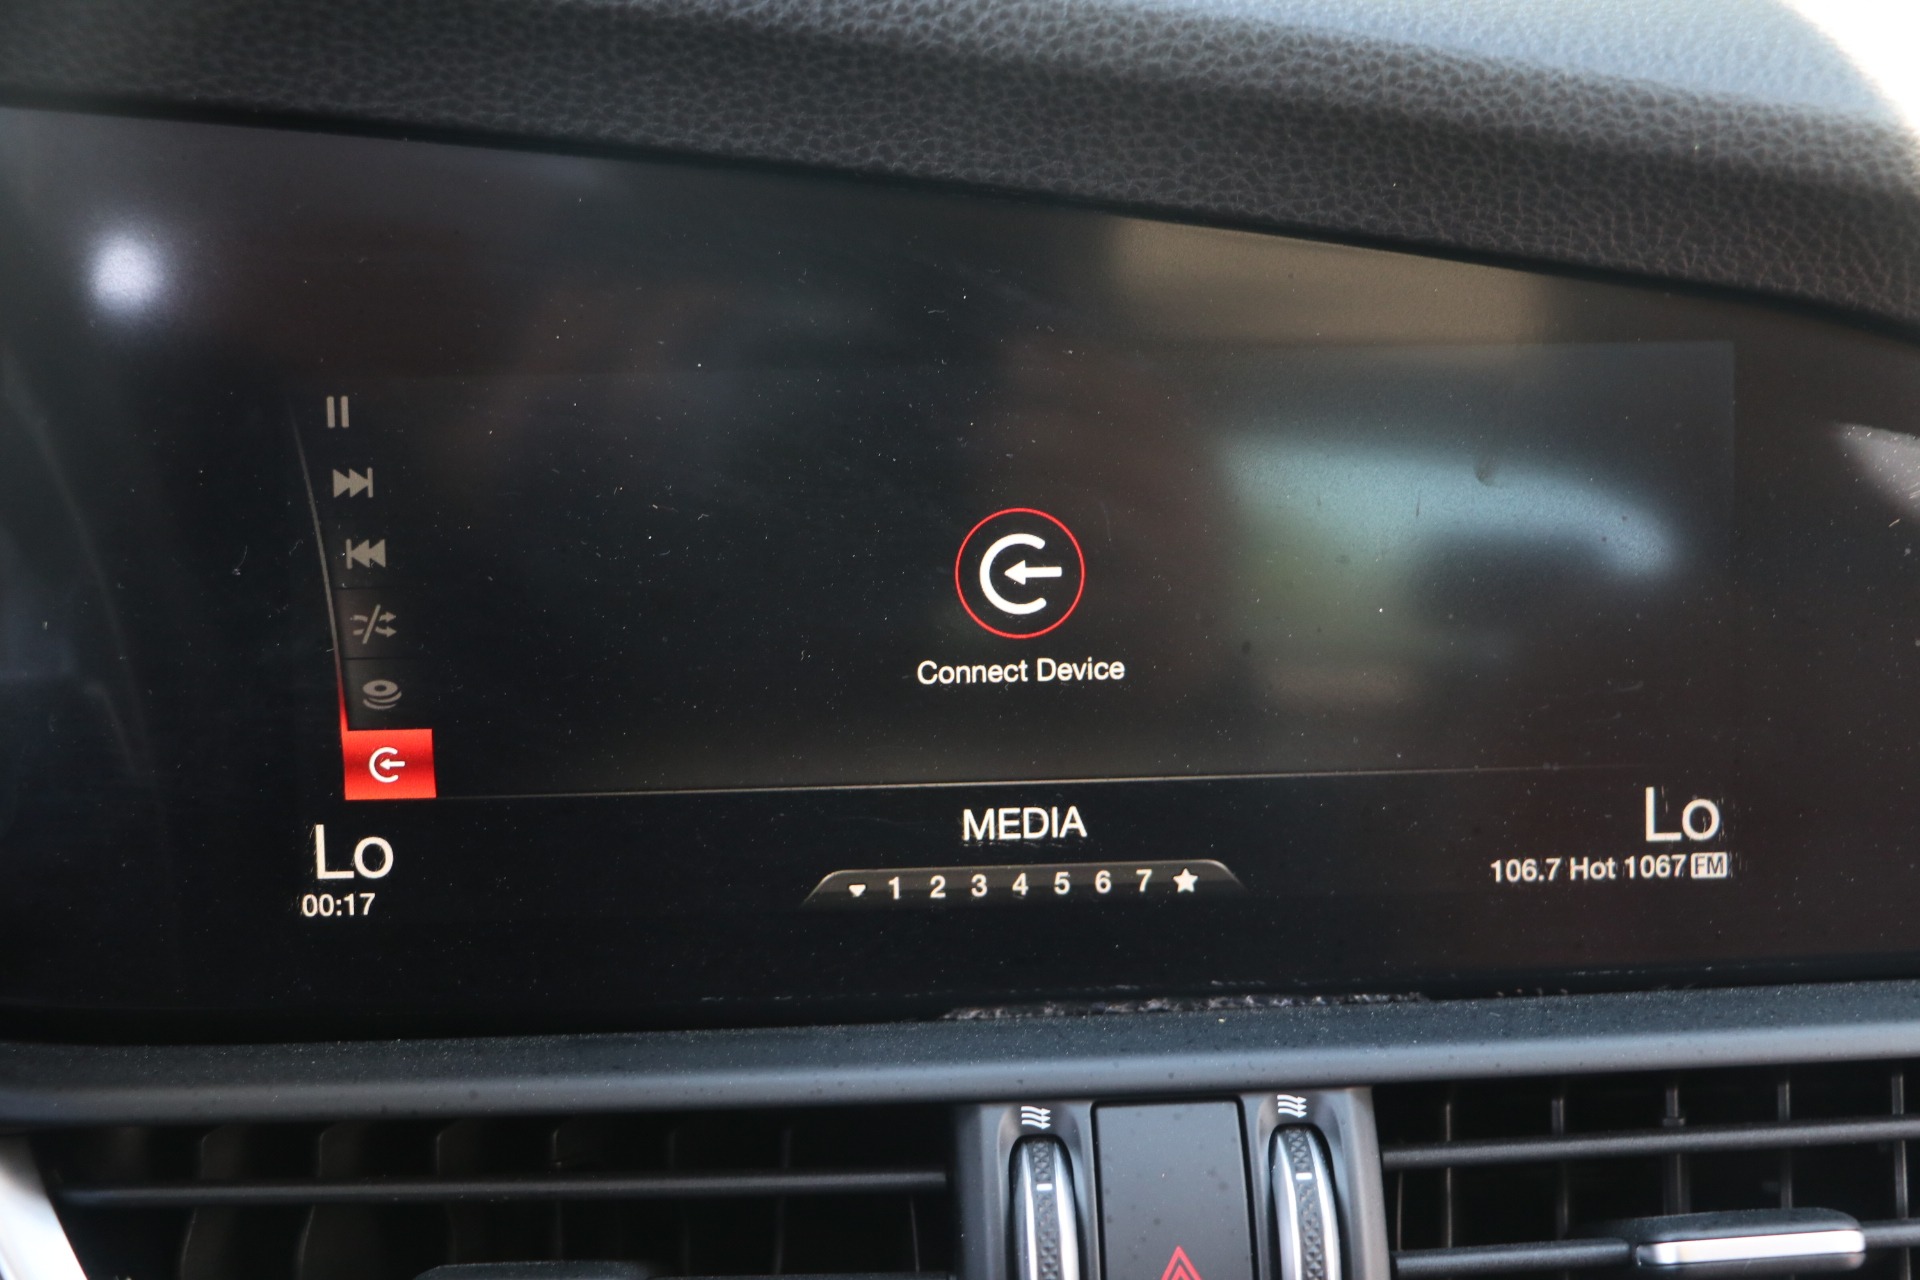 Connect Device
MEDIA
Lo
00:17
1 2 3 4 5 6 7
Lo
106.7 Hot 1067 FM